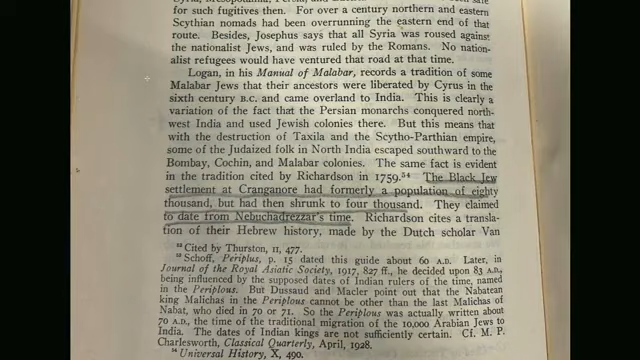 for such fugitives then. For over a century northern and eastern
Scythian nomads had been overrunning the eastern end of that
route. Besides, Josephus says that all Syria was roused against
the nationalist Jews, and was ruled by the Romans. No nation-
alist refugees would have ventured that road at that time.
Logan, in his Manual of Malabar, records a tradition of some
Malabar Jews that their ancestors were liberated by Cyrus in the
sixth century B.C. and came overland to India. This is clearly a
variation of the fact that the Persian monarchs conquered north-
west India and used Jewish colonies there. But this means that
with the destruction of Taxila and the Scytho-Parthian empire,
some of the Judaized folk in North India escaped southward to the
Bombay, Cochin, and Malabar colonies. The same fact is evident
in the tradition cited by Richardson in 1759.⁵⁴ The Black Jew
settlement at Cranganore had formerly a population of eighty
thousand, but had then shrunk to four thousand. They claimed
to date from Nebuchadrezzar's time. Richardson cites a transla-
tion of their Hebrew history, made by the Dutch scholar Van
Cited by Thurston, II, 477.
Schoff, Periplus, p. 15 dated this guide about 60 A.D. Later, in
Journal of the Royal Asiatic Society, 1917, 827 ff., he decided upon 83 A.D.,
being influenced by the supposed dates of Indian rulers of the time, named
in the Periplus. But Dussaud and Macler point out that the Nabatean
king Malichas in the Periplus cannot be other than the last Malichas of
Nabat, who died in 70 or 71. So the Periplus was actually written about
70 A.D., the time of the traditional migration of the 10,000 Arabian Jews to
India. The dates of Indian kings are not sufficiently certain. Cf. M. P.
Charlesworth, Classical Quarterly, April, 1928.
⁵⁴ Universal History, X, 490.